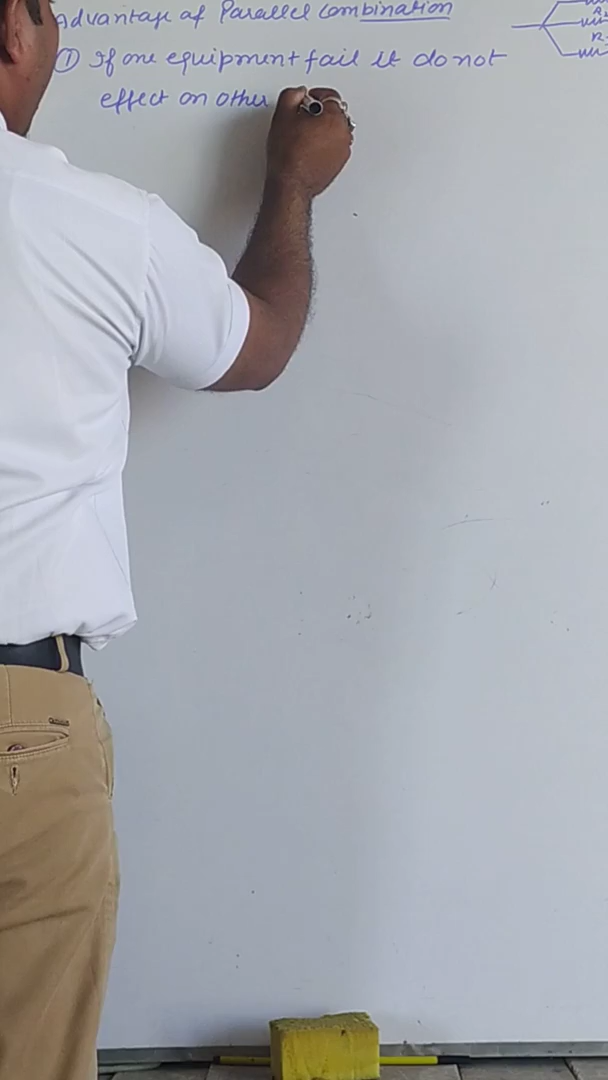 Advantage of Parallel combination
① If one equipment fail it do not
effect on other